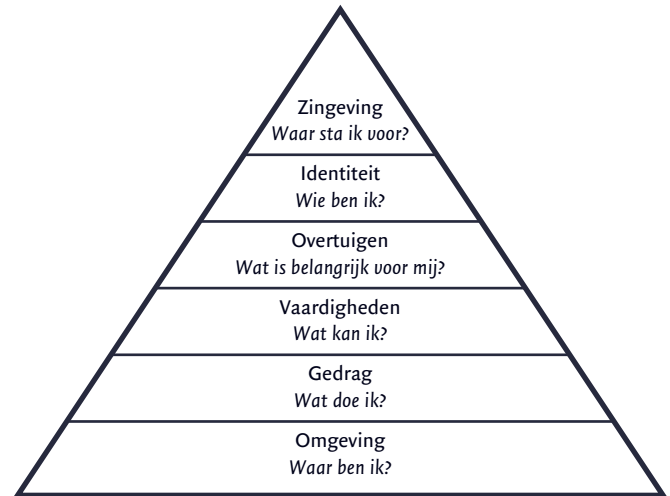 Zingeving
Waar sta ik voor?
Identiteit
Wie ben ik?
Overtuigen
Wat is belangrijk voor mij?
Vaardigheden
Wat kan ik?
Gedrag
Wat doe ik?
Omgeving
Waar ben ik?